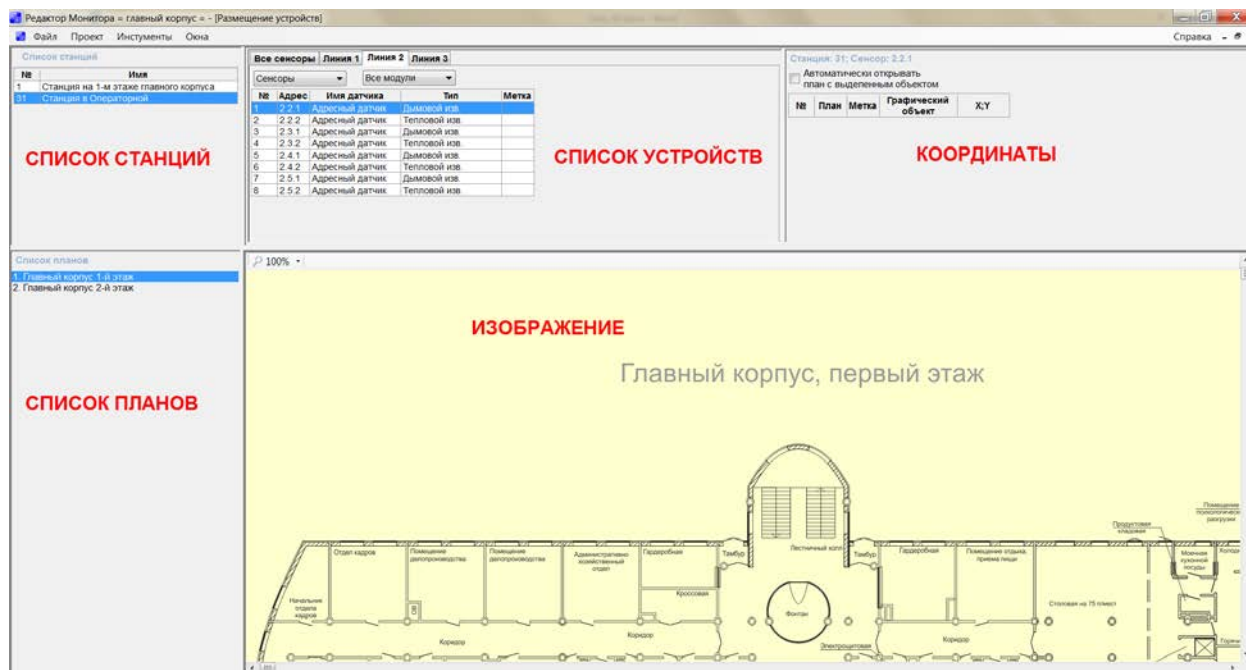 Редактор Монитора = главный корпус = - [Размещение устройств]
Файл Проект Инстументы Окна Справка
Список станций
№ Имя
1 Станция на 1-м этаже главного корпуса
31 Станция в Операторной
СПИСОК СТАНЦИЙ
Все сенсоры Линия 1 Линия 2 Линия 3
Сенсоры Все модули
№ Адрес Имя датчика Тип Метка
1 2.2.1 Адресный датчик Дымовой изв.
2 2.2.2 Адресный датчик Тепловой изв.
3 2.3.1 Адресный датчик Дымовой изв.
4 2.3.2 Адресный датчик Тепловой изв.
5 2.4.1 Адресный датчик Дымовой изв.
6 2.4.2 Адресный датчик Тепловой изв.
7 2.5.1 Адресный датчик Дымовой изв.
8 2.5.2 Адресный датчик Тепловой изв.
СПИСОК УСТРОЙСТВ
Станция: 31; Сенсор: 2.2.1
Автоматически открывать
план с выделенным объектом
№ План Метка Графический объект X;Y
КООРДИНАТЫ
Список планов
1. Главный корпус 1-й этаж
2. Главный корпус 2-й этаж
СПИСОК ПЛАНОВ
100%
ИЗОБРАЖЕНИЕ
Главный корпус, первый этаж
Помещение
психологической
разгрузки
Продуктовая
кладовая
Отдел кадров
Помещение
делопроизводства
Помещение
делопроизводства
Административно
хозяйственный
отдел
Гардеробная
Тамбур
Лестничный холл
Тамбур
Гардеробная
Помещение отдыха,
приема пищи
Моечная
кухонной
посуды
Кроссовая
Начальник
отдела
кадров
ОВ
Фонтан
Столовая на 75 п/мест
Коридор
Коридор
Электрощитовая
Коридор